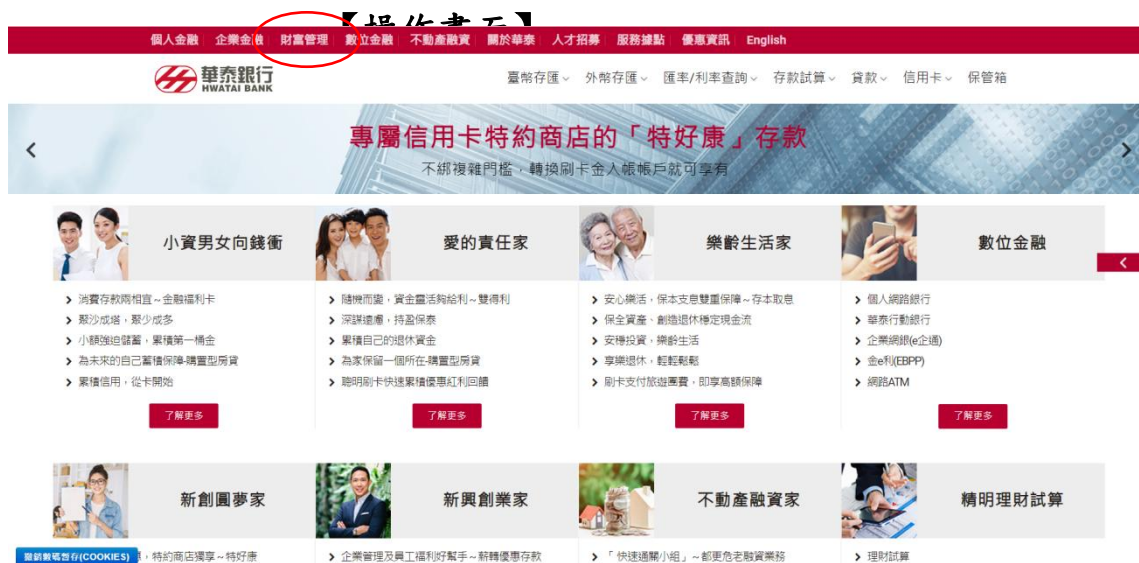 【操作畫面】
個人金融 企業金融 財富管理 數位金融 不動產融資 關於華泰 人才招募 服務據點 優惠資訊 English
華泰銀行
HWATAI BANK
臺幣存匯 外幣存匯 匯率/利率查詢 存款試算 貸款 信用卡 保管箱
專屬信用卡特約商店的「特好康」存款
不綁複雜門檻，轉換刷卡金入帳帳戶就可享有
小資男女向錢衝
消費存款兩相宜～金融福利卡
聚沙成塔，聚少成多
小額強迫儲蓄，累積第一桶金
為未來的自己蓄積保障-購置型房貸
累積信用，從卡開始
了解更多
愛的責任家
隨機而變，資金靈活夠給利～雙得利
深謀遠慮，持盈保泰
累積自己的退休資金
為家保留一個所在-購置型房貸
聰明刷卡快速累積優惠紅利回饋
了解更多
樂齡生活家
安心樂活，保本支息雙重保障～存本取息
保全資產、創造退休穩定現金流
安穩投資，樂齡生活
享樂退休，輕輕鬆鬆
刷卡支付旅遊團費，即享高額保障
了解更多
數位金融
個人網路銀行
華泰行動銀行
企業網銀(e企通)
金e利(EBPP)
網路ATM
了解更多
新創圓夢家
，特約商店獨享～特好康
新興創業家
企業管理及員工福利好幫手～薪轉優惠存款
不動產融資家
「快速通關小組」～都更危老融資業務
精明理財試算
理財試算
撤銷數碼暫存(COOKIES)